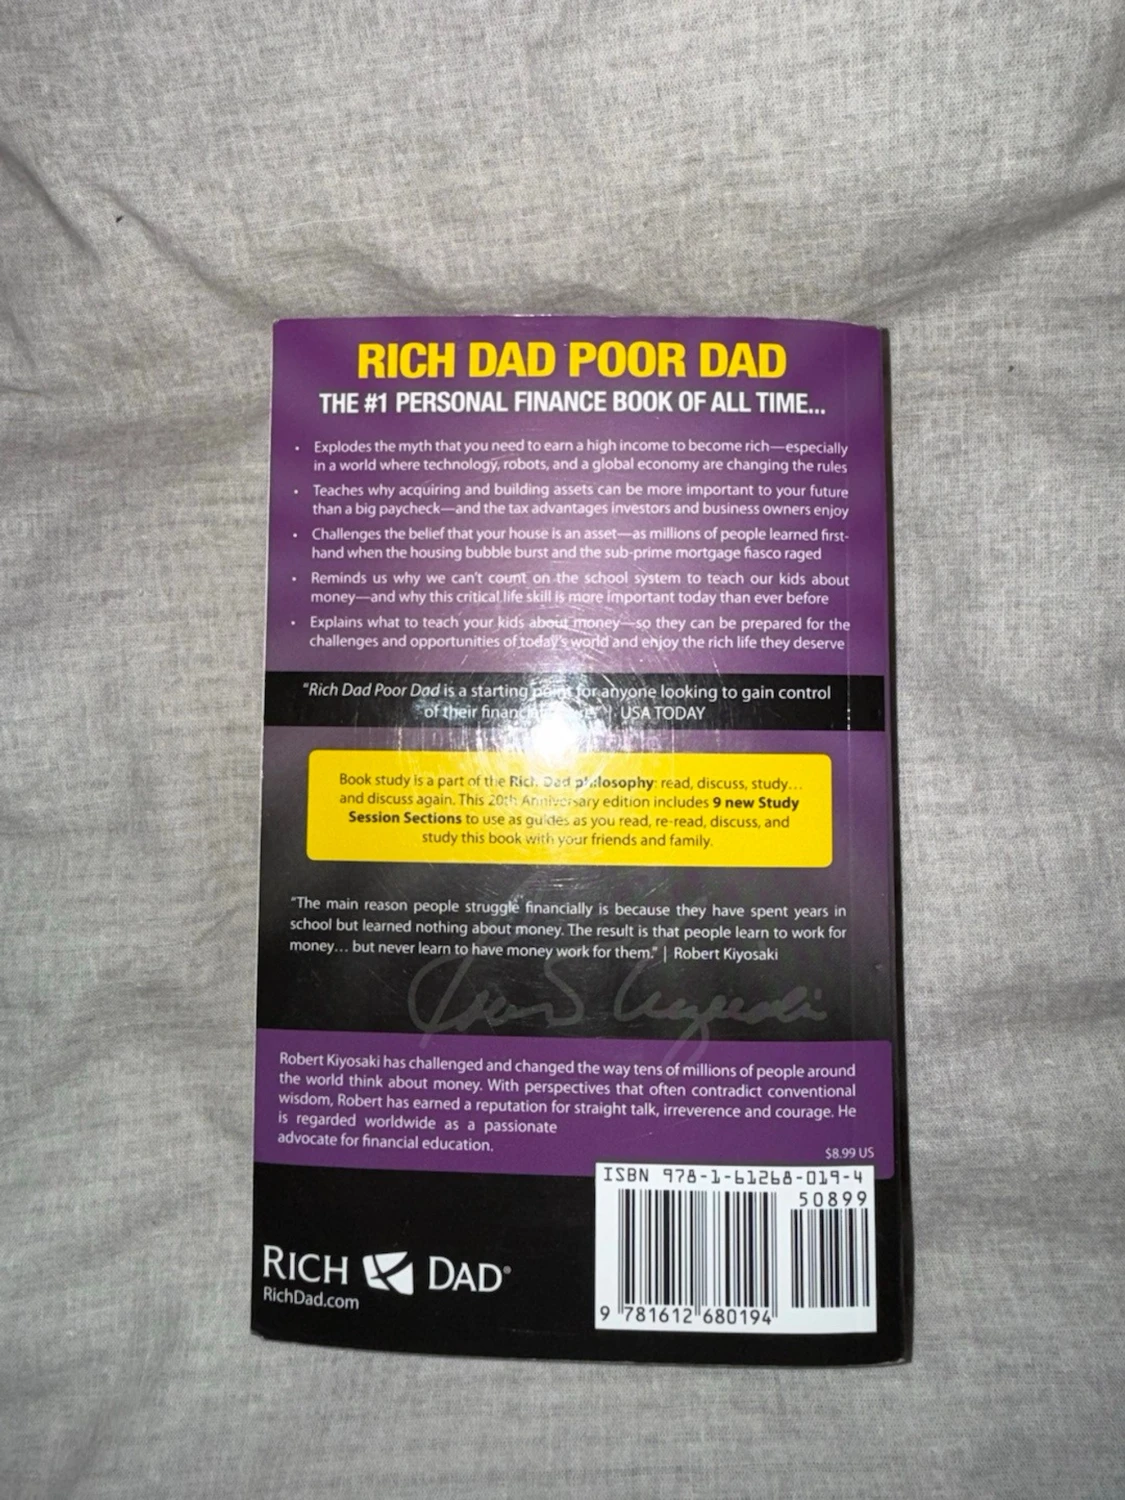 RICH DAD POOR DAD
THE #1 PERSONAL FINANCE BOOK OF ALL TIME...
• Explodes the myth that you need to earn a high income to become rich—especially
in a world where technology, robots, and a global economy are changing the rules
• Teaches why acquiring and building assets can be more important to your future
than a big paycheck—and the tax advantages investors and business owners enjoy
• Challenges the belief that your house is an asset—as millions of people learned first-
hand when the housing bubble burst and the sub-prime mortgage fiasco raged
• Reminds us why we can't count on the school system to teach our kids about
money—and why this critical life skill is more important today than ever before
• Explains what to teach your kids about money—so they can be prepared for the
challenges and opportunities of today's world and enjoy the rich life they deserve
"Rich Dad Poor Dad is a starting point for anyone looking to gain control
of their | USA TODAY
Book study is a part of the Rich Dad philosophy: read, discuss, study...
and discuss again. This 20th Anniversary edition includes 9 new Study
Session Sections to use as guides as you read, re-read, discuss, and
study this book with your friends and family.
"The main reason people struggle financially is because they have spent years in
school but learned nothing about money. The result is that people learn to work for
money... but never learn to have money work for them." | Robert Kiyosaki
Robert Kiyosaki has challenged and changed the way tens of millions of people around
the world think about money. With perspectives that often contradict conventional
wisdom, Robert has earned a reputation for straight talk, irreverence and courage. He
is regarded worldwide as a passionate
advocate for financial education.
$8.99 US
ISBN 978-1-61268-019-4
50899
9 781612 680194
RICH DAD®
RichDad.com